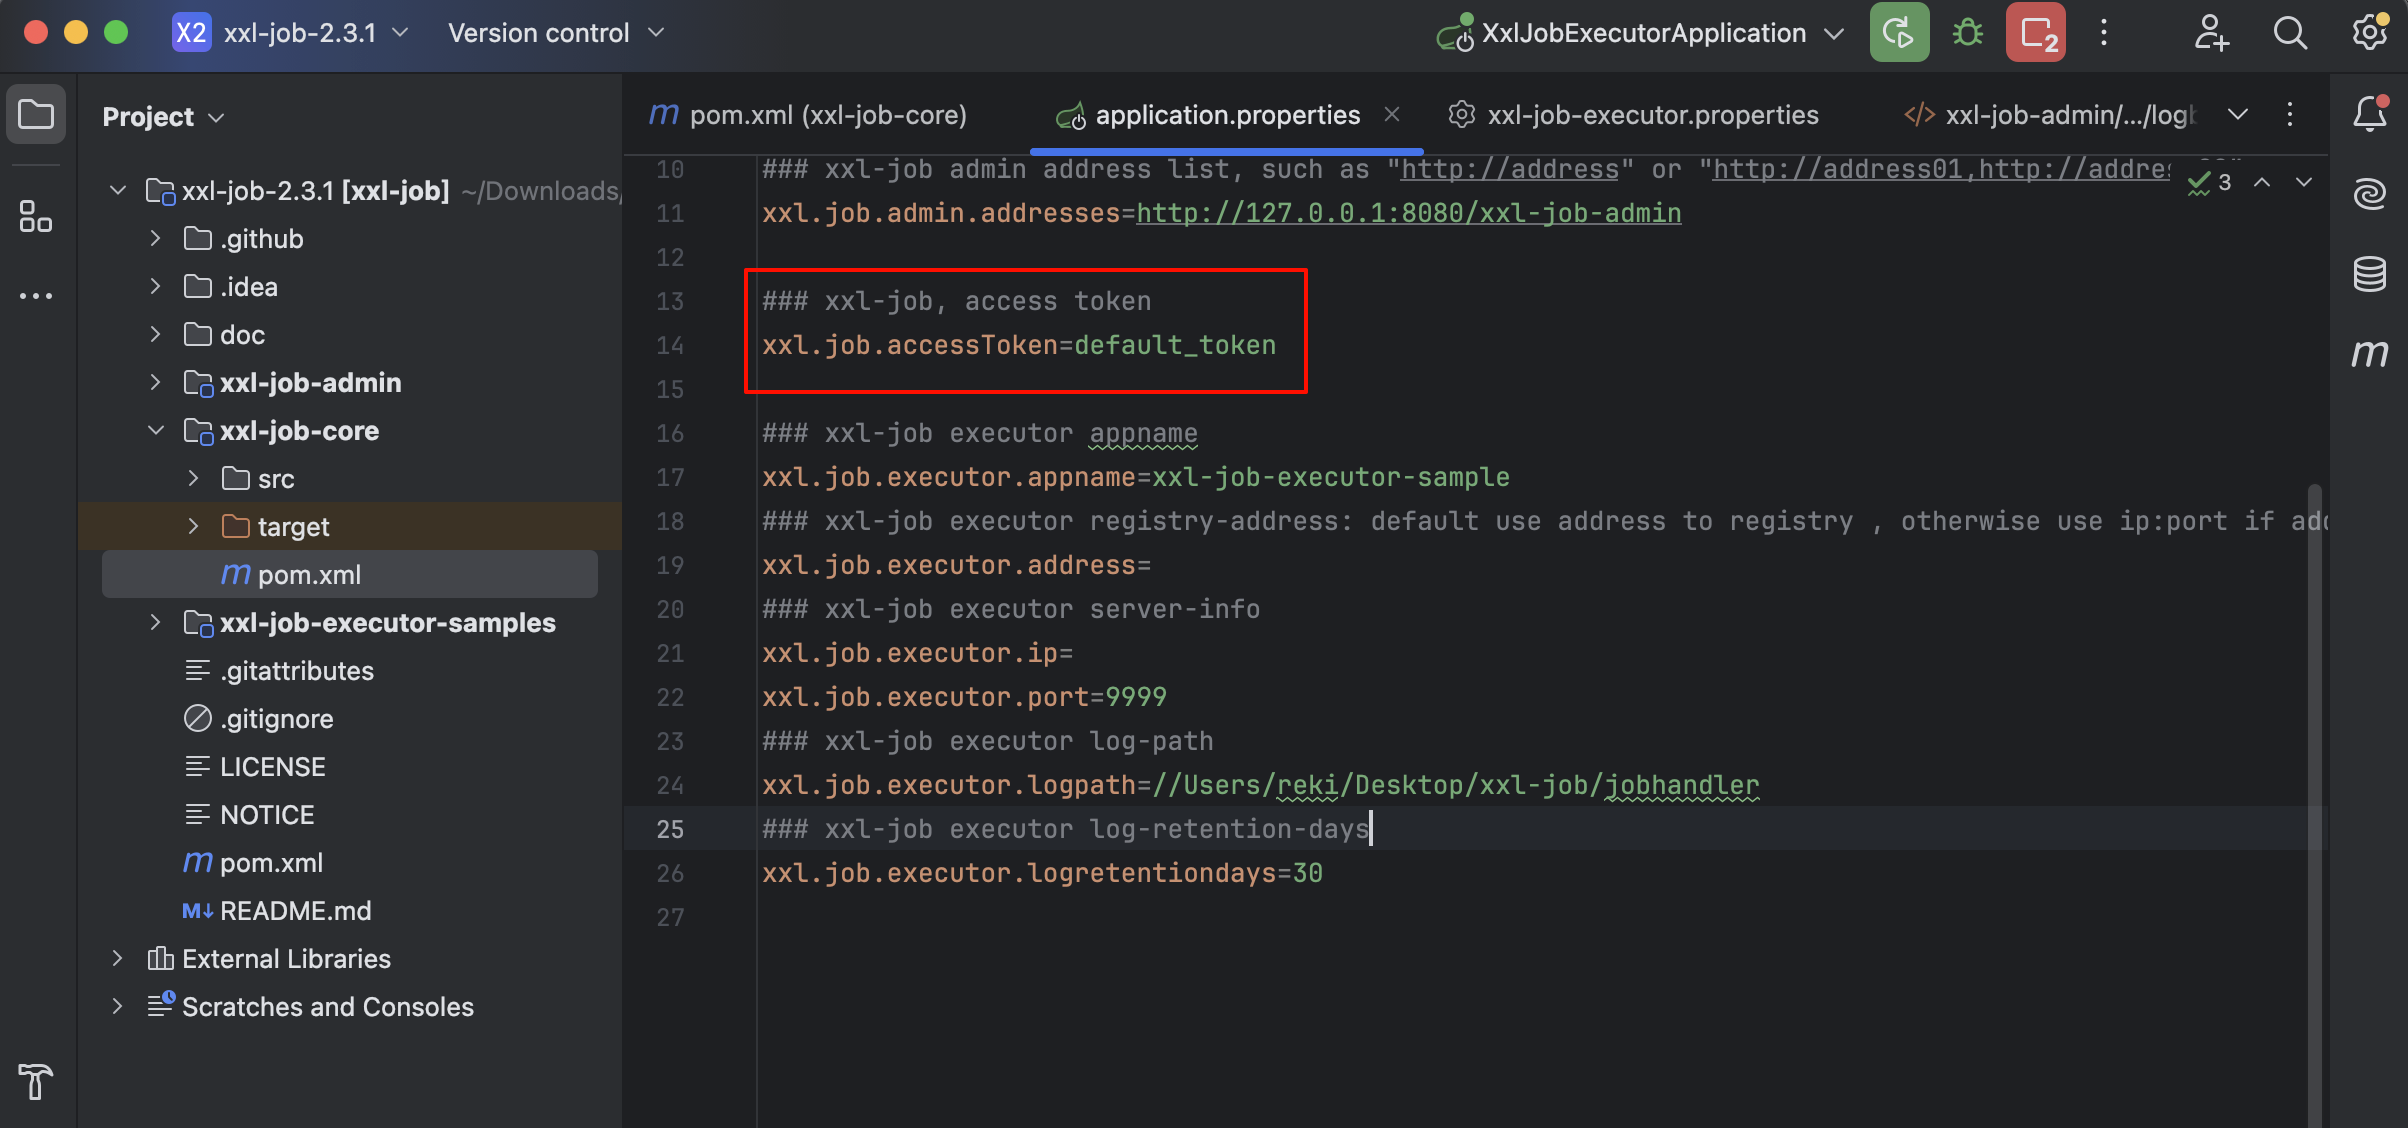 X2 xxl-job-2.3.1 Version control XxlJobExecutorApplication 2
Project
pom.xml (xxl-job-core) application.properties xxl-job-executor.properties xxl-job-admin/.../log
xxl-job-2.3.1 [xxl-job] ~/Downloads/
.github
.idea
doc
xxl-job-admin
xxl-job-core
src
target
pom.xml
xxl-job-executor-samples
.gitattributes
.gitignore
LICENSE
NOTICE
pom.xml
README.md
External Libraries
Scratches and Consoles
10 ### xxl-job admin address list, such as "http://address" or "http://address01,http://addres
3
11 xxl.job.admin.addresses=http://127.0.0.1:8080/xxl-job-admin
12
13 ### xxl-job, access token
14 xxl.job.accessToken=default_token
15
16 ### xxl-job executor appname
17 xxl.job.executor.appname=xxl-job-executor-sample
18 ### xxl-job executor registry-address: default use address to registry , otherwise use ip:port if add
19 xxl.job.executor.address=
20 ### xxl-job executor server-info
21 xxl.job.executor.ip=
22 xxl.job.executor.port=9999
23 ### xxl-job executor log-path
24 xxl.job.executor.logpath=//Users/reki/Desktop/xxl-job/jobhandler
25 ### xxl-job executor log-retention-days
26 xxl.job.executor.logretentiondays=30
27